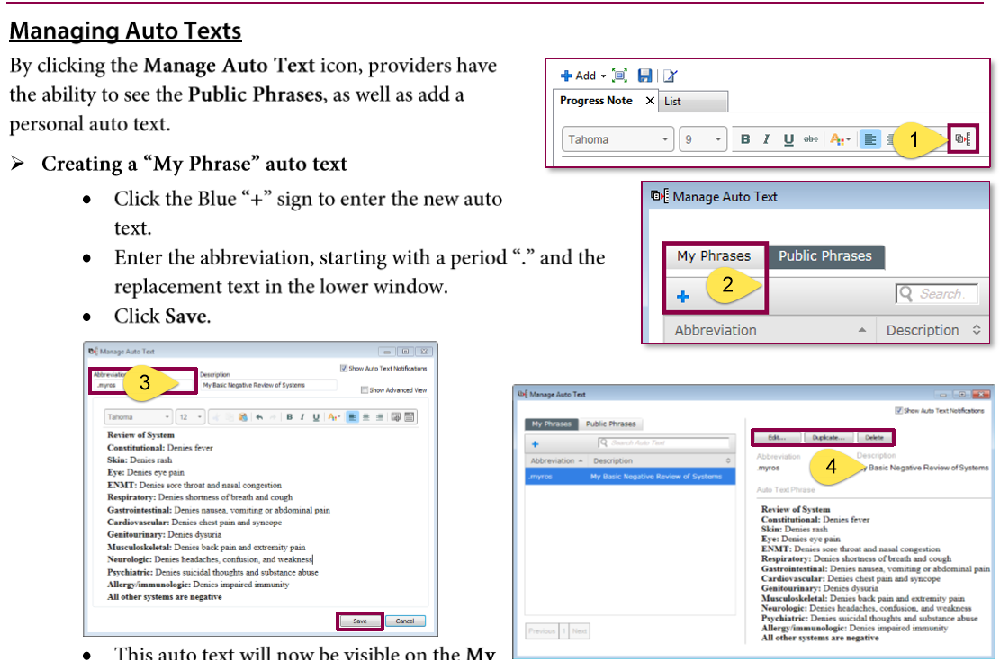 Managing Auto Texts
By clicking the Manage Auto Text icon, providers have
the ability to see the Public Phrases, as well as add a
personal auto text.
➢ Creating a “My Phrase” auto text
• Click the Blue “+” sign to enter the new auto
text.
• Enter the abbreviation, starting with a period “.” and the
replacement text in the lower window.
• Click Save.
Add
Progress Note X List
Tahoma 9 B I U abc A
1
Manage Auto Text
My Phrases Public Phrases
2
Search.
Abbreviation Description
Manage Auto Text
Show Auto Text Notifications
Abbreviation Description
.myros 3 My Basic Negative Review of Systems
Show Advanced View
Tahoma 12 B I U A
Review of System
Constitutional: Denies fever
Skin: Denies rash
Eye: Denies eye pain
ENMT: Denies sore throat and nasal congestion
Respiratory: Denies shortness of breath and cough
Gastrointestinal: Denies nausea, vomiting or abdominal pain
Cardiovascular: Denies chest pain and syncope
Genitourinary: Denies dysuria
Musculoskeletal: Denies back pain and extremity pain
Neurologic: Denies headaches, confusion, and weakness
Psychiatric: Denies suicidal thoughts and substance abuse
Allergy/immunologic: Denies impaired immunity
All other systems are negative
Save Cancel
Manage Auto Text
Show Auto Text Notifications
My Phrases Public Phrases
Search Auto Text
Abbreviation Description
.myros My Basic Negative Review of Systems
Previous 1 Next
Edit... Duplicate... Delete
Abbreviation Description
.myros 4 My Basic Negative Review of Systems
Auto Text Phrase
Review of System
Constitutional: Denies fever
Skin: Denies rash
Eye: Denies eye pain
ENMT: Denies sore throat and nasal congestion
Respiratory: Denies shortness of breath and cough
Gastrointestinal: Denies nausea, vomiting or abdominal pain
Cardiovascular: Denies chest pain and syncope
Genitourinary: Denies dysuria
Musculoskeletal: Denies back pain and extremity pain
Neurologic: Denies headaches, confusion, and weakness
Psychiatric: Denies suicidal thoughts and substance abuse
Allergy/immunologic: Denies impaired immunity
All other systems are negative
• This auto text will now be visible on the My